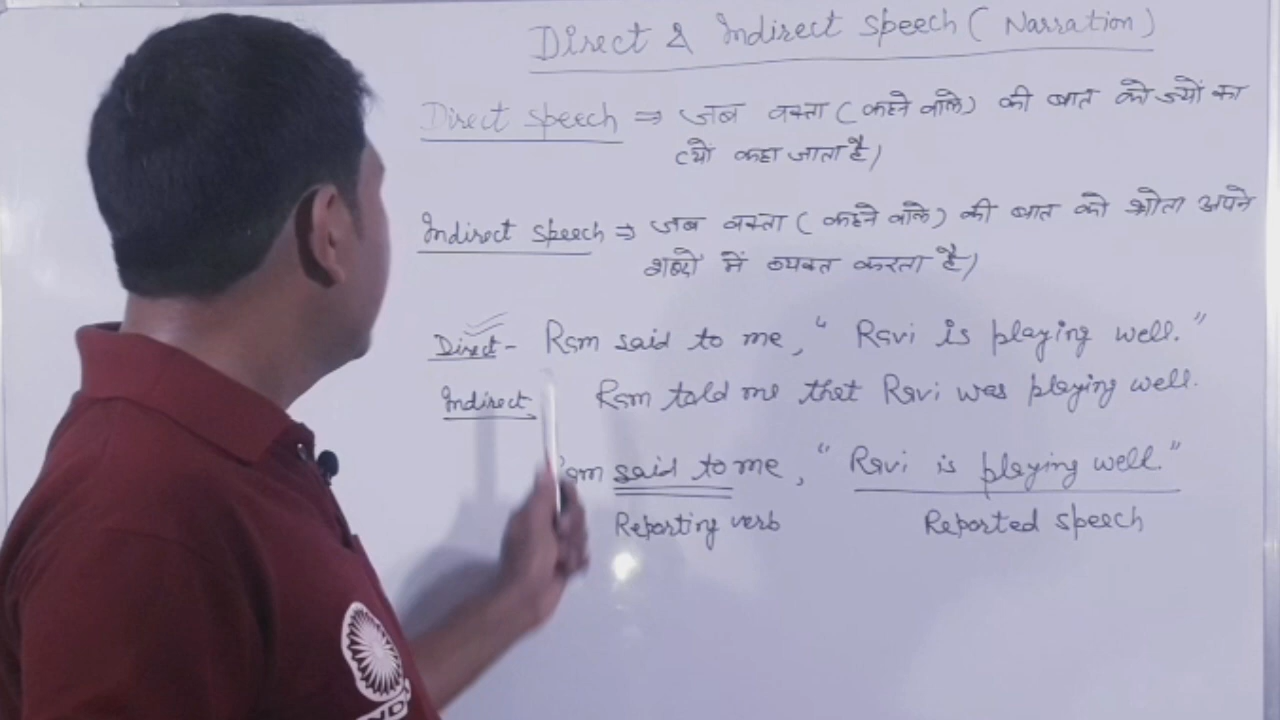 Direct & Indirect Speech ( Narration )
Direct Speech ⇒ जब वक्ता ( कहने वाले ) की बात को ज्यों का
त्यों कहा जाता है।
Indirect Speech ⇒ जब वक्ता ( कहने वाले ) की बात को श्रोता अपने
शब्दों में व्यक्त करता है।
Direct - Ram said to me, " Ravi is playing well."
Indirect Ram told me that Ravi was playing well.
said to me, " Ravi is playing well."
Reporting verb Reported speech